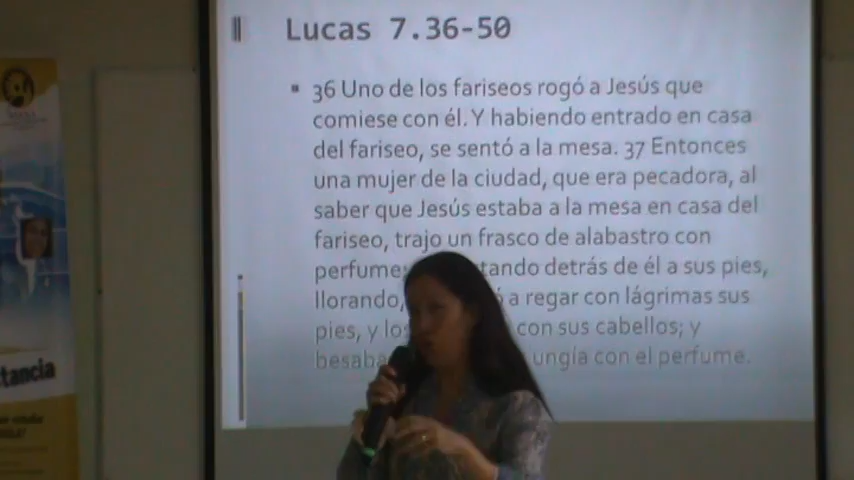 Lucas 7.36-50
36 Uno de los fariseos rogó a Jesús que
comiese con él. Y habiendo entrado en casa
del fariseo, se sentó a la mesa. 37 Entonces
una mujer de la ciudad, que era pecadora, al
saber que Jesús estaba a la mesa en casa del
fariseo, trajo un frasco de alabastro con
perfume; tando detrás de él a sus pies,
llorando, a regar con lágrimas sus
pies, y los con sus cabellos; y
besaba ungía con el perfume.
tancia